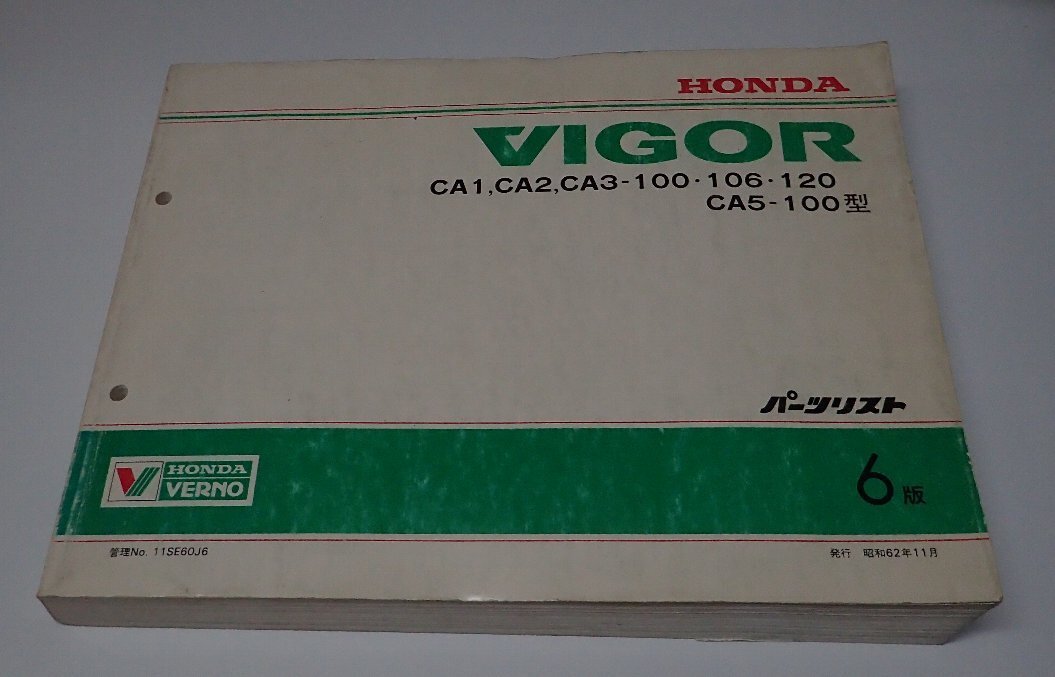 HONDA
VIGOR
CA1,CA2,CA3-100・106・120
CA5-100型
パーツリスト
HONDA
VERNO
6版
管理No. 11SE60J6
発行 昭和62年11月